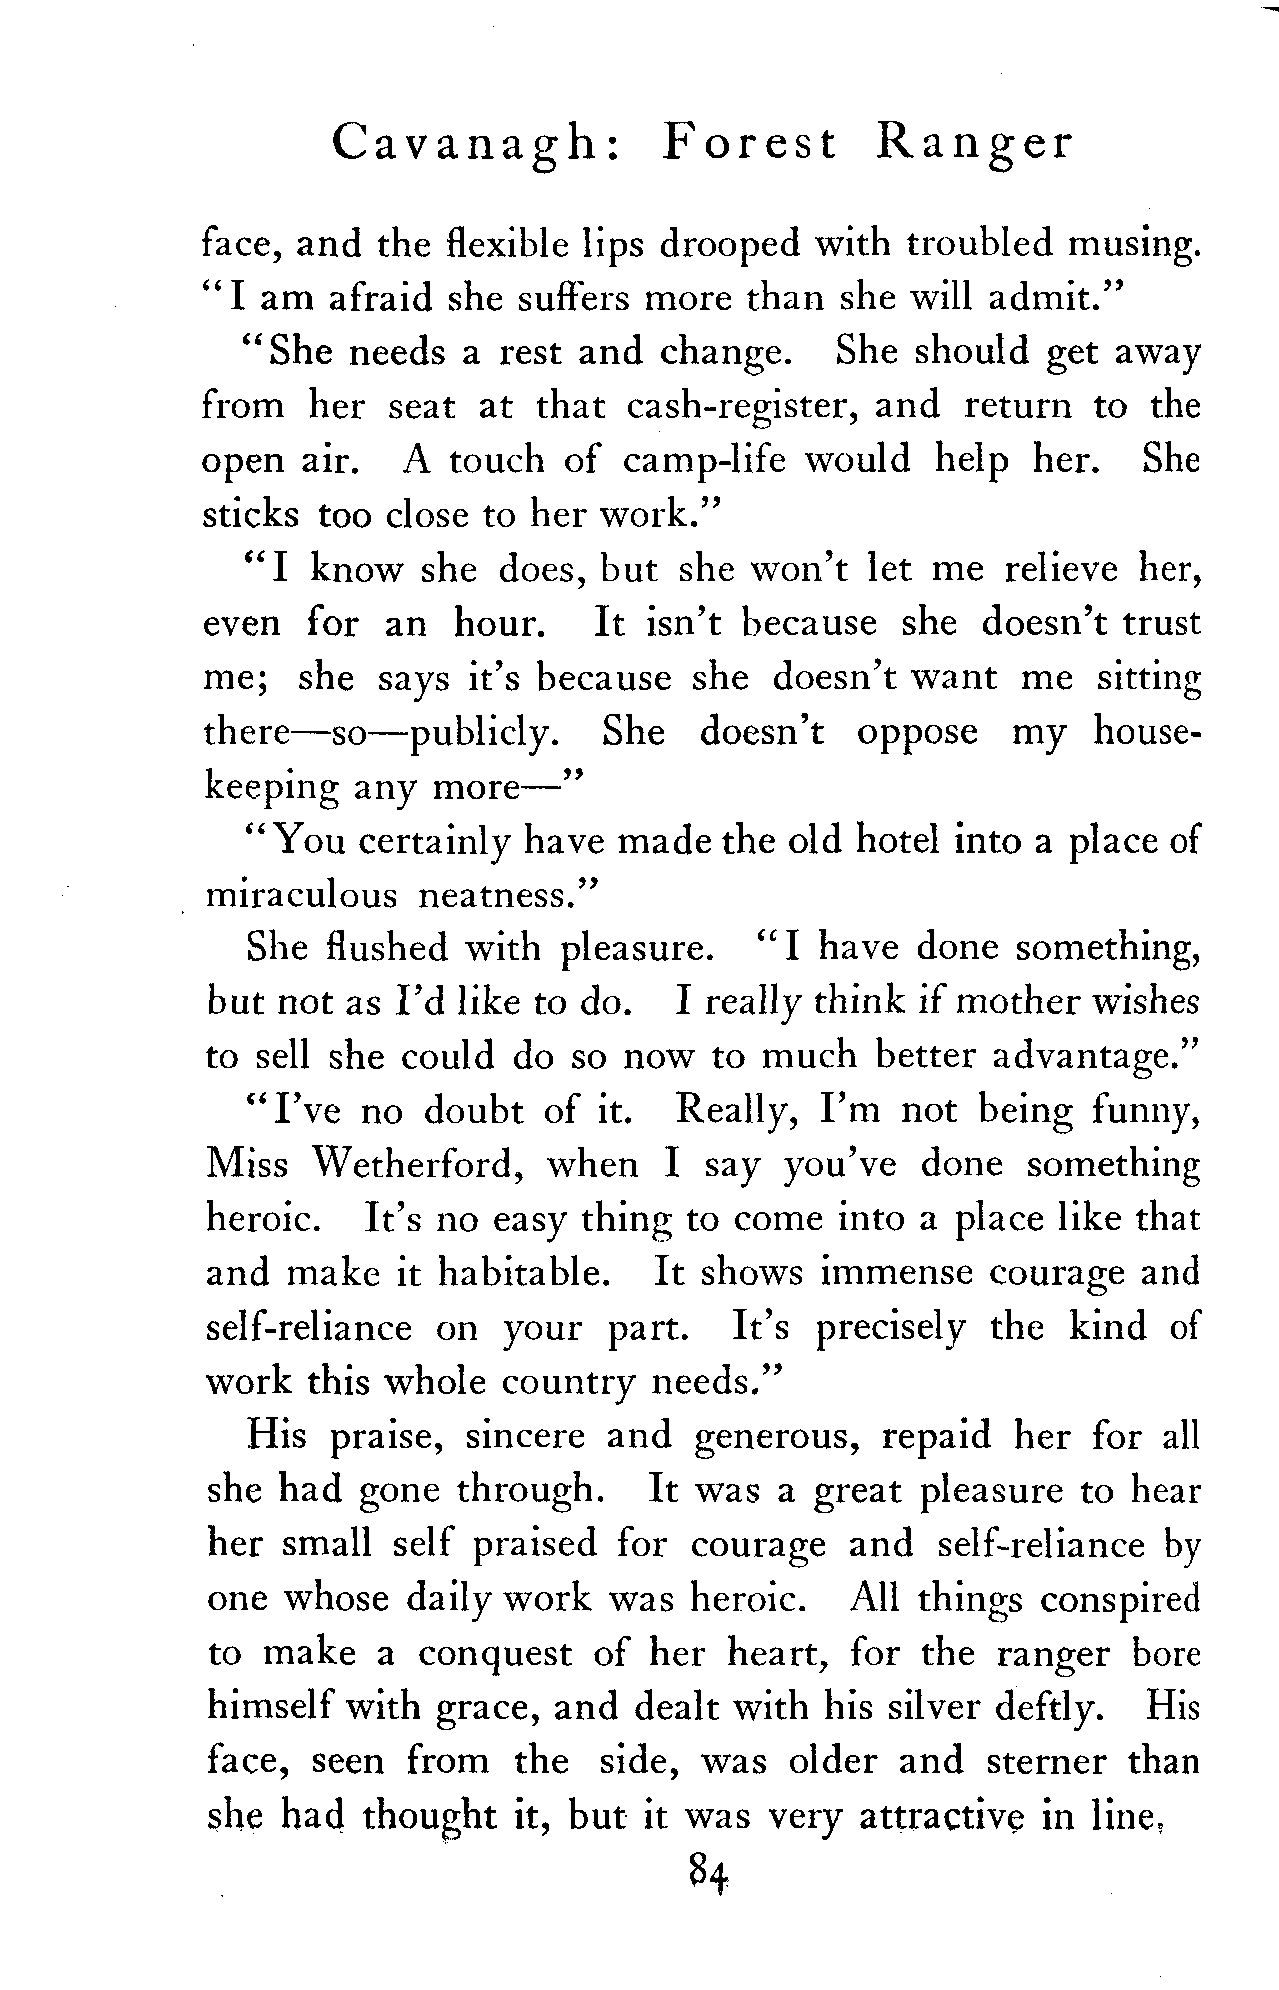 Cavanagh: Forest Ranger
face, and the flexible lips drooped with troubled musing.
"I am afraid she suffers more than she will admit."
"She needs a rest and change. She should get away
from her seat at that cash-register, and return to the
open air. A touch of camp-life would help her. She
sticks too close to her work."
"I know she does, but she won't let me relieve her,
even for an hour. It isn't because she doesn't trust
me; she says it's because she doesn't want me sitting
there—so—publicly. She doesn't oppose my house-
keeping any more—"
"You certainly have made the old hotel into a place of
miraculous neatness."
She flushed with pleasure. "I have done something,
but not as I'd like to do. I really think if mother wishes
to sell she could do so now to much better advantage."
"I've no doubt of it. Really, I'm not being funny,
Miss Wetherford, when I say you've done something
heroic. It's no easy thing to come into a place like that
and make it habitable. It shows immense courage and
self-reliance on your part. It's precisely the kind of
work this whole country needs."
His praise, sincere and generous, repaid her for all
she had gone through. It was a great pleasure to hear
her small self praised for courage and self-reliance by
one whose daily work was heroic. All things conspired
to make a conquest of her heart, for the ranger bore
himself with grace, and dealt with his silver deftly. His
face, seen from the side, was older and sterner than
she had thought it, but it was very attractive in line,
84